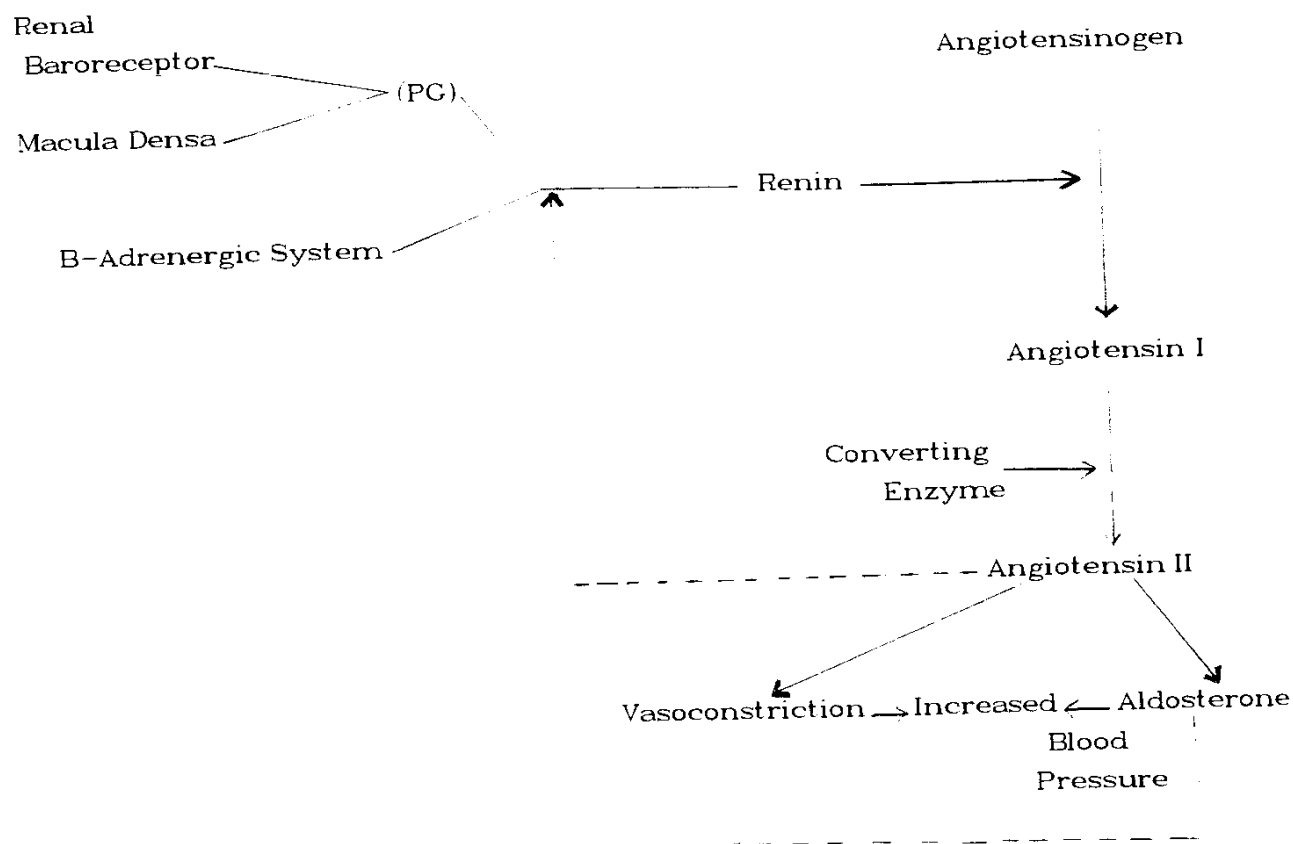 Renal
Baroreceptor
Angiotensinogen
(PG)
Macula Densa
Renin
B-Adrenergic System
Angiotensin I
Converting
Enzyme
Angiotensin II
Vasoconstriction
Increased
Aldosterone
Blood
Pressure